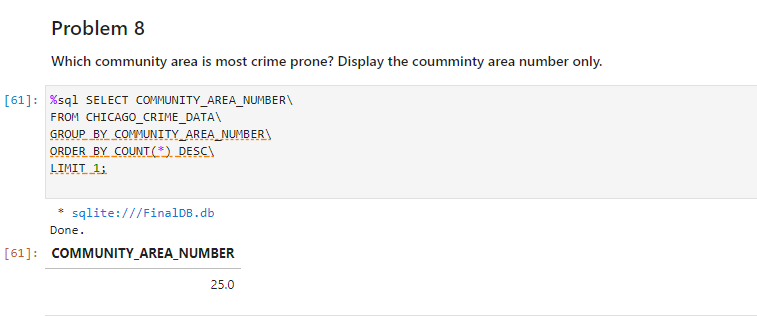 Problem 8
Which community area is most crime prone? Display the coumminty area number only.
[61]: %sql SELECT COMMUNITY_AREA_NUMBER\
FROM CHICAGO_CRIME_DATA\
GROUP BY COMMUNITY_AREA_NUMBER\
ORDER BY COUNT(*) DESC\
LIMIT 1;
* sqlite:///FinalDB.db
Done.
[61]: COMMUNITY_AREA_NUMBER
25.0